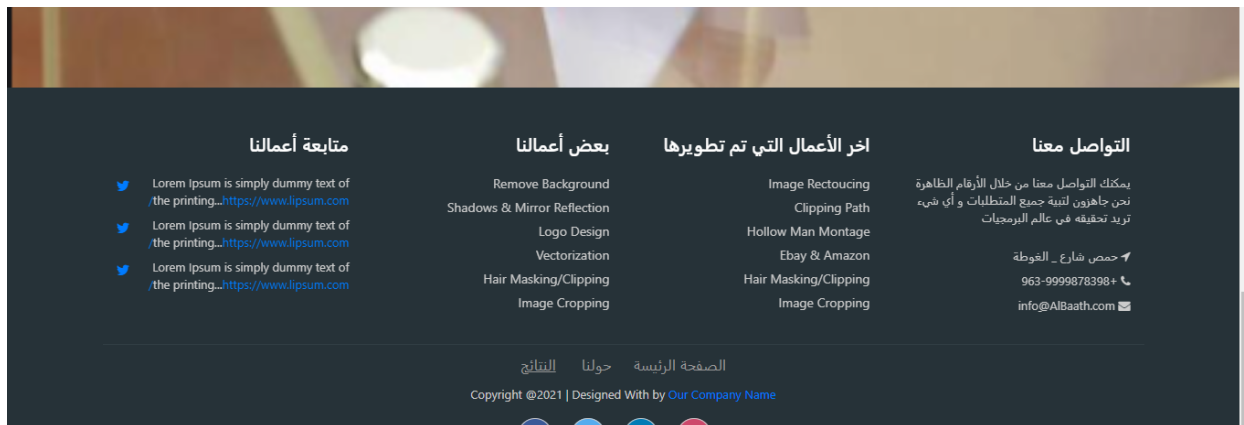 التواصل معنا
يمكنك التواصل معنا من خلال الأرقام الظاهرة
نحن جاهزون لتبية جميع المتطلبات و أي شيء
تريد تحقيقه في عالم البرمجيات
حمص شارع _ الغوطة
963-9999878398+
info@AlBaath.com
اخر الأعمال التي تم تطويرها
Image Rectoucing
Clipping Path
Hollow Man Montage
Ebay & Amazon
Hair Masking/Clipping
Image Cropping
بعض أعمالنا
Remove Background
Shadows & Mirror Reflection
Logo Design
Vectorization
Hair Masking/Clipping
Image Cropping
متابعة أعمالنا
Lorem Ipsum is simply dummy text of
/the printing...https://www.lipsum.com
Lorem Ipsum is simply dummy text of
/the printing...https://www.lipsum.com
Lorem Ipsum is simply dummy text of
/the printing...https://www.lipsum.com
الصفحة الرئيسة حولنا النتائج
Copyright @2021 | Designed With by Our Company Name